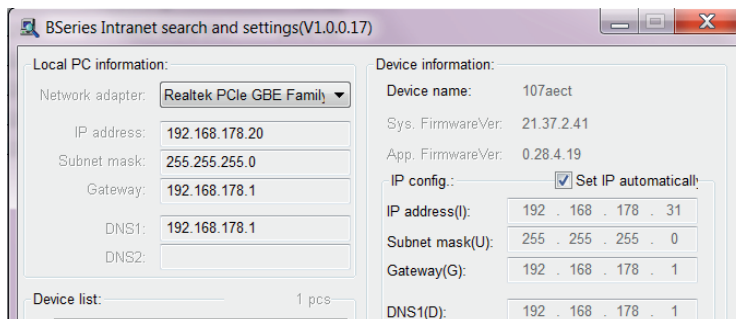 BSeries Intranet search and settings(V1.0.0.17)
Local PC information:
Network adapter: Realtek PCIe GBE Family
IP address: 192.168.178.20
Subnet mask: 255.255.255.0
Gateway: 192.168.178.1
DNS1: 192.168.178.1
DNS2:
Device list: 1 pcs
Device information:
Device name: 107aect
Sys. FirmwareVer: 21.37.2.41
App. FirmwareVer: 0.28.4.19
IP config.: Set IP automatically
IP address(I): 192 . 168 . 178 . 31
Subnet mask(U): 255 . 255 . 255 . 0
Gateway(G): 192 . 168 . 178 . 1
DNS1(D): 192 . 168 . 178 . 1